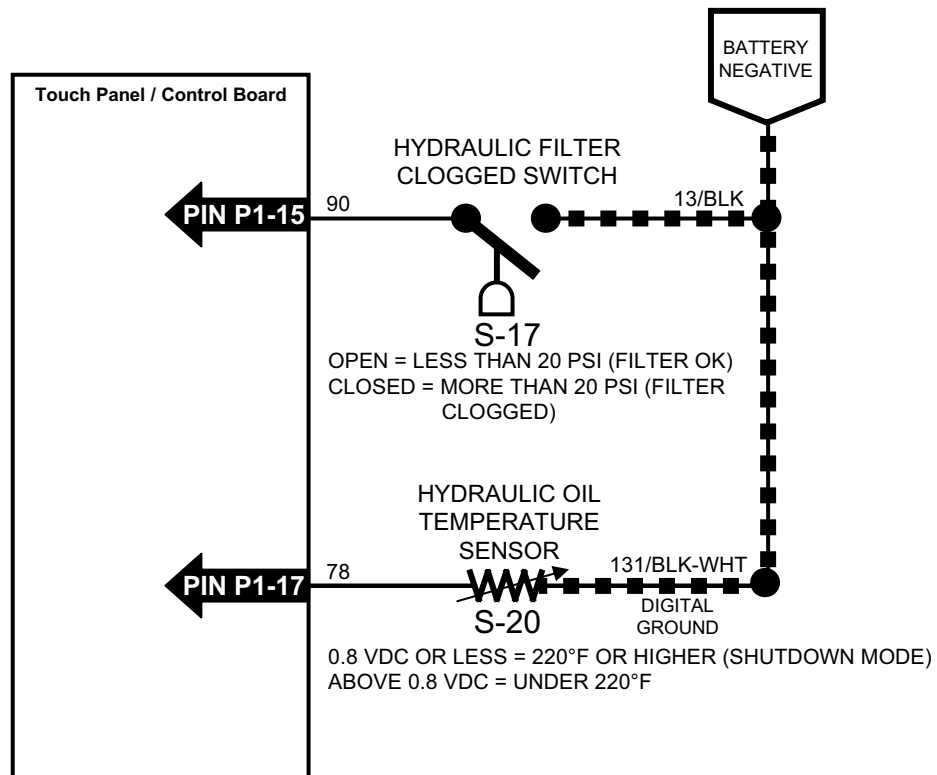 BATTERY
NEGATIVE
Touch Panel / Control Board
HYDRAULIC FILTER
CLOGGED SWITCH
PIN P1-15
90
13/BLK
S-17
OPEN = LESS THAN 20 PSI (FILTER OK)
CLOSED = MORE THAN 20 PSI (FILTER
CLOGGED)
HYDRAULIC OIL
TEMPERATURE
SENSOR
PIN P1-17
78
131/BLK-WHT
S-20
DIGITAL
GROUND
0.8 VDC OR LESS = 220°F OR HIGHER (SHUTDOWN MODE)
ABOVE 0.8 VDC = UNDER 220°F